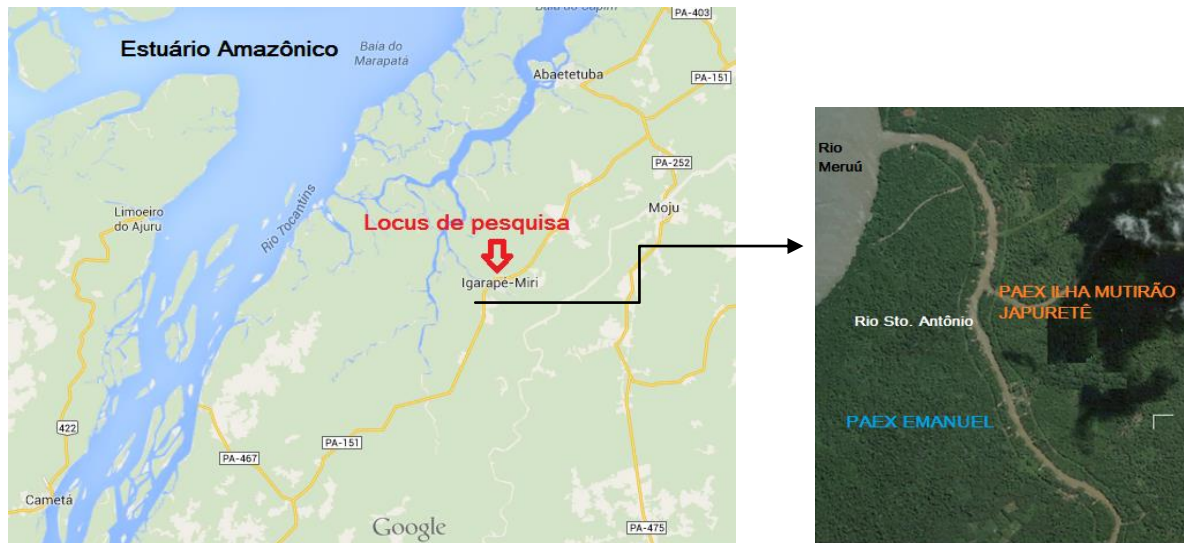 Baía do Capim
PA-403
Estuário Amazônico
Baía do
Marapatá
Abaetetuba
PA-151
PA-252
Limoeiro
do Ajuru
Rio Tocantins
Moju
Locus de pesquisa
Igarapé-Miri
422
PA-151
PA-467
Cametá
Google
PA-475
Rio
Meruú
PAEX ILHA MUTIRÃO
JAPURETÊ
Rio Sto. Antônio
PAEX EMANUEL